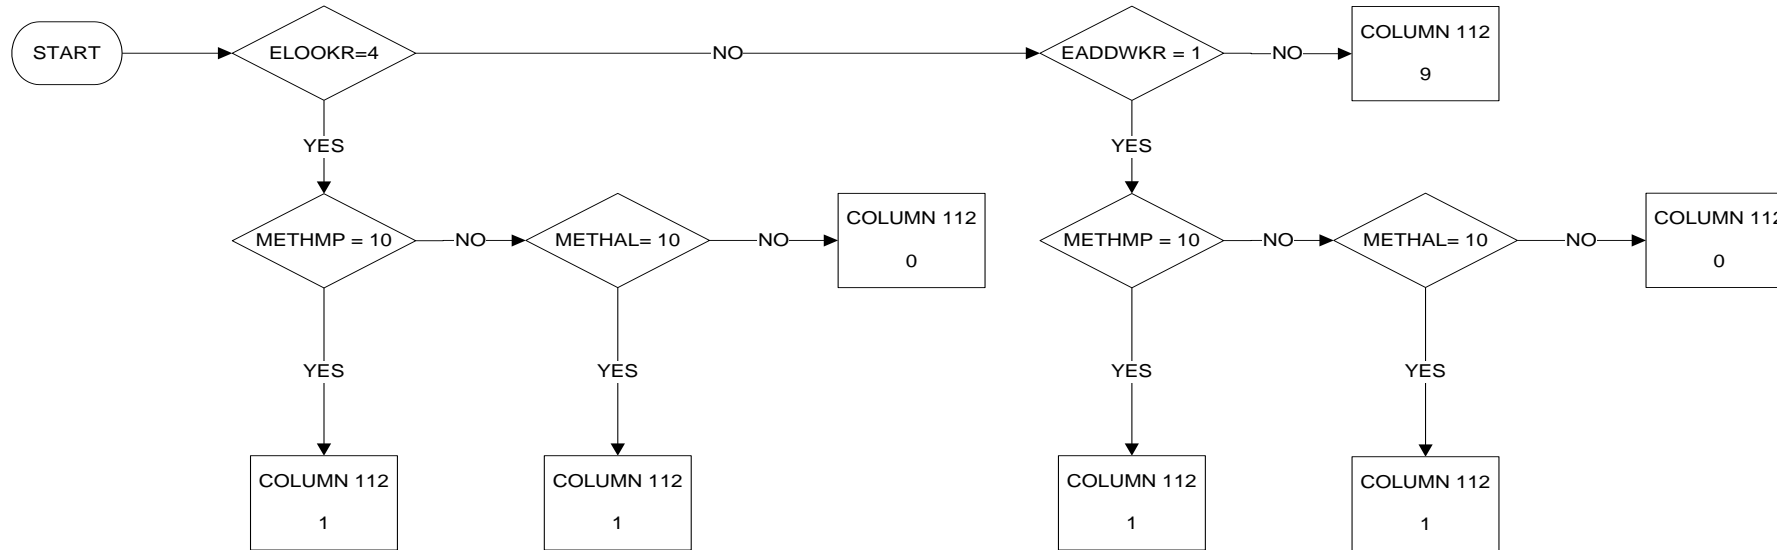 START
ELOOKR=4
NO
EADDWKR = 1
NO
COLUMN 112
9
YES
YES
METHMP = 10
NO
METHAL= 10
NO
COLUMN 112
0
METHMP = 10
NO
METHAL= 10
NO
COLUMN 112
0
YES
YES
YES
YES
COLUMN 112
1
COLUMN 112
1
COLUMN 112
1
COLUMN 112
1